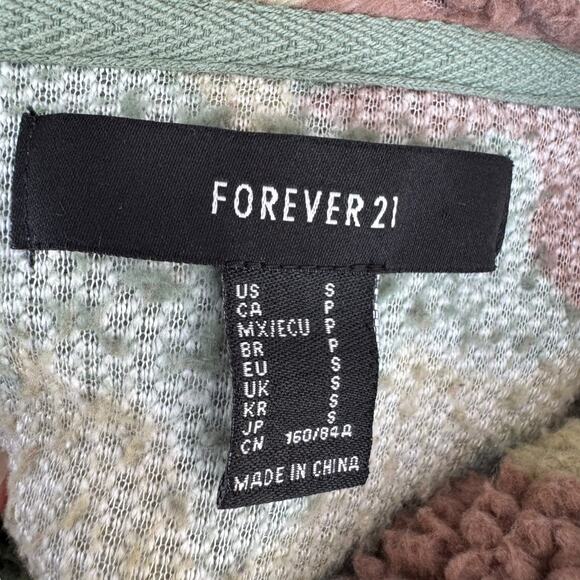 FOREVER 21
US S
CA P
MX|ECU P
BR P
EU S
UK S
KR S
JP S
CN 160/84A
MADE IN CHINA